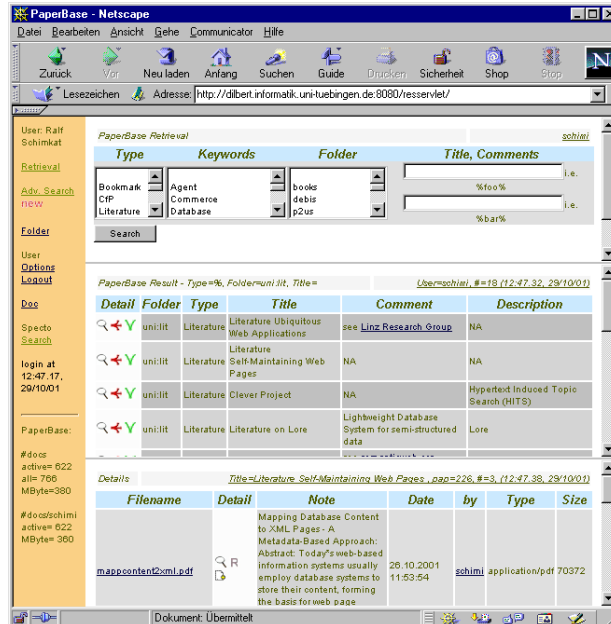 PaperBase - Netscape
Datei Bearbeiten Ansicht Gehe Communicator Hilfe
Zurück Vor Neu laden Anfang Suchen Guide Drucken Sicherheit Shop Stop
N
Lesezeichen Adresse: http://dilbert.informatik.uni-tuebingen.de:8080/resservlet/
User: Ralf
Schimkat
Retrieval
Adv. Search
new
Folder
User
Options
Logout
Doc
Specto
Search
login at
12:47.17,
29/10/01
PaperBase:
#docs
active= 622
all= 766
MByte=380
#docs/schimi
active= 622
MByte= 360
PaperBase Retrieval schimi
Type Keywords Folder Title, Comments
Bookmark Agent books i.e.
CfP Commerce debis %foo%
Literature Database p2us i.e.
%bar%
Search
PaperBase Result - Type=%, Folder=uni:lit, Title= User=schimi, #=18 (12:47.32, 29/10/01)
Detail Folder Type Title Comment Description
uni:lit Literature Literature Ubiquitous Web Applications see Linz Research Group NA
uni:lit Literature Literature Self-Maintaining Web Pages NA NA
uni:lit Literature Clever Project NA Hypertext Induced Topic Search (HITS)
uni:lit Literature Literature on Lore Lightweight Database System for semi-structured data Lore
Details Title=Literature Self-Maintaining Web Pages , pap=226, #=3, (12:47.38, 29/10/01)
Filename Detail Note Date by Type Size
Mapping Database Content
to XML Pages - A
Metadata-Based Approach:
Abstract: Today"s web-based
information systems usually
mappcontent2xml.pdf R employ database systems to 26.10.2001 11:53:54 schimi application/pdf 70372
store their content, forming
the basis for web page
Dokument: Übermittelt